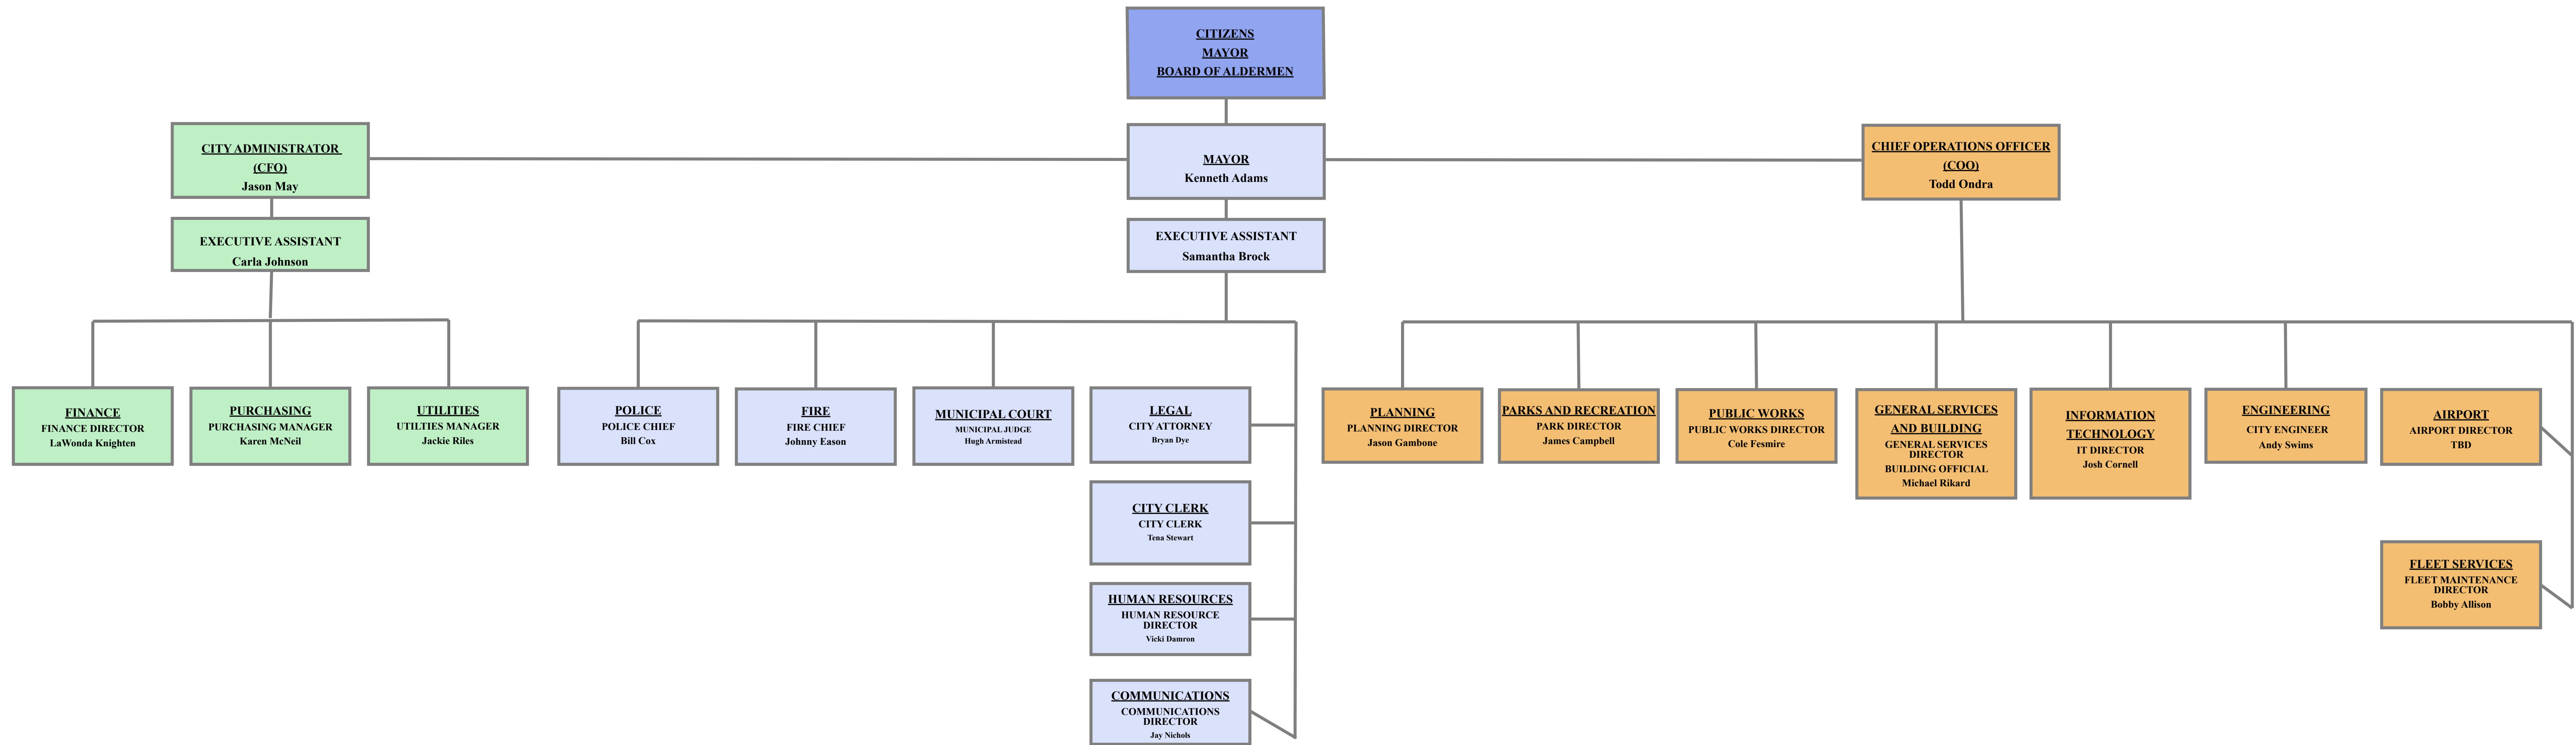 CITIZENS
MAYOR
BOARD OF ALDERMEN
CITY ADMINISTRATOR
(CFO)
Jason May
MAYOR
Kenneth Adams
CHIEF OPERATIONS OFFICER
(COO)
Todd Ondra
EXECUTIVE ASSISTANT
Carla Johnson
EXECUTIVE ASSISTANT
Samantha Brock
FINANCE
FINANCE DIRECTOR
LaWonda Knighten
PURCHASING
PURCHASING MANAGER
Karen McNeil
UTILITIES
UTILTIES MANAGER
Jackie Riles
POLICE
POLICE CHIEF
Bill Cox
FIRE
FIRE CHIEF
Johnny Eason
MUNICIPAL COURT
MUNICIPAL JUDGE
Hugh Armistead
LEGAL
CITY ATTORNEY
Bryan Dye
CITY CLERK
CITY CLERK
Tena Stewart
HUMAN RESOURCES
HUMAN RESOURCE
DIRECTOR
Vicki Damron
COMMUNICATIONS
COMMUNICATIONS
DIRECTOR
Jay Nichols
PLANNING
PLANNING DIRECTOR
Jason Gambone
PARKS AND RECREATION
PARK DIRECTOR
James Campbell
PUBLIC WORKS
PUBLIC WORKS DIRECTOR
Cole Fesmire
GENERAL SERVICES
AND BUILDING
GENERAL SERVICES
DIRECTOR
BUILDING OFFICIAL
Michael Rikard
INFORMATION
TECHNOLOGY
IT DIRECTOR
Josh Cornell
ENGINEERING
CITY ENGINEER
Andy Swims
AIRPORT
AIRPORT DIRECTOR
TBD
FLEET SERVICES
FLEET MAINTENANCE
DIRECTOR
Bobby Allison